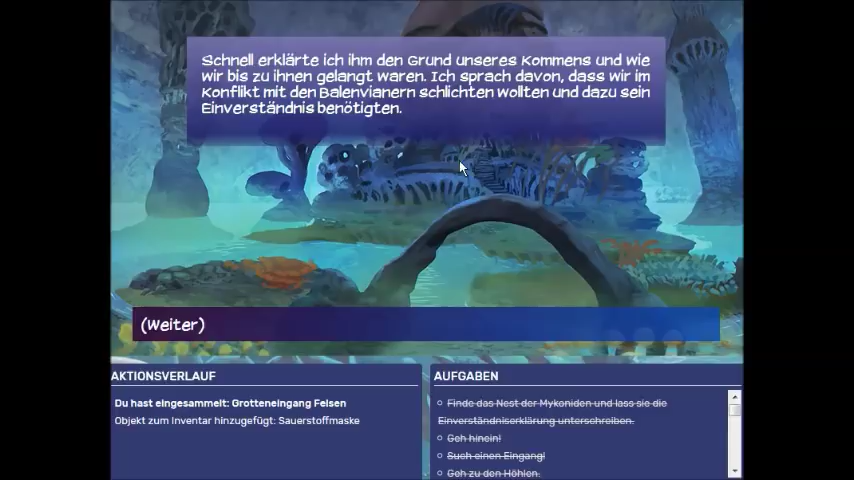 Schnell erklärte ich ihm den Grund unseres Kommens und wie
wir bis zu ihnen gelangt waren. Ich sprach davon, dass wir im
Konflikt mit den Balenvianern schlichten wollten und dazu sein
Einverständnis benötigten.
(Weiter)
AKTIONSVERLAUF
Du hast eingesammelt: Grotteneingang Felsen
Objekt zum Inventar hinzugefügt: Sauerstoffmaske
AUFGABEN
Finde das Nest der Mykoniden und lass sie die
Einverständniserklärung unterschreiben.
Geh hinein!
Such einen Eingang!
Geh zu den Höhlen.